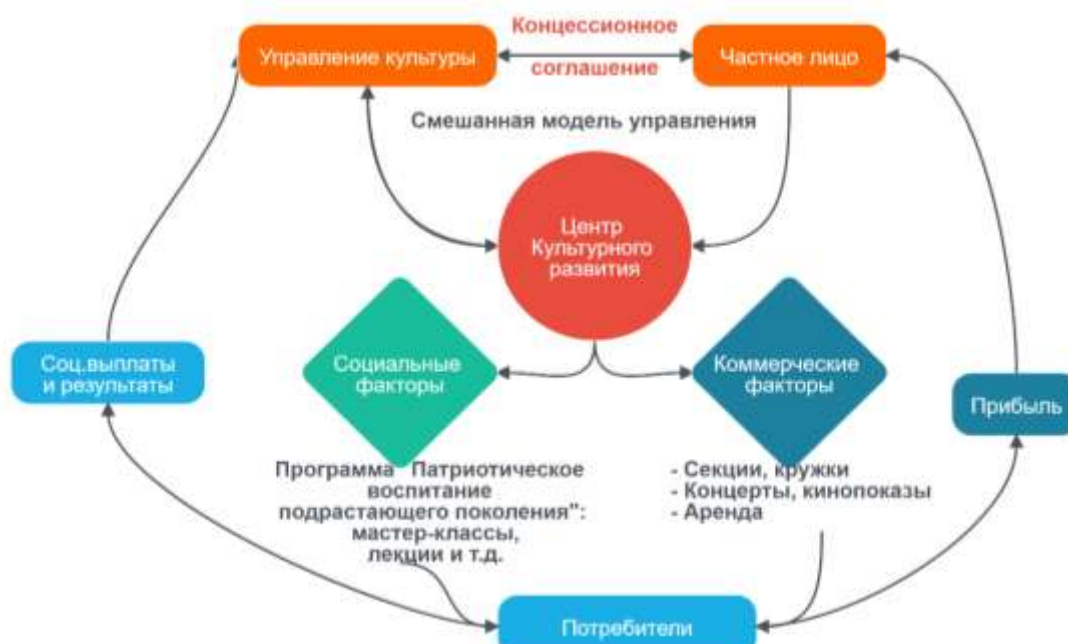 Концессионное
соглашение
Управление культуры
Частное лицо
Смешанная модель управления
Центр
Культурного
развития
Социальные
факторы
Коммерческие
факторы
Соц.выплаты
и результаты
Прибыль
Программа "Патриотическое
воспитание
подрастающего поколения":
мастер-классы,
лекции и т.д.
- Секции, кружки
- Концерты, кинопоказы
- Аренда
Потребители